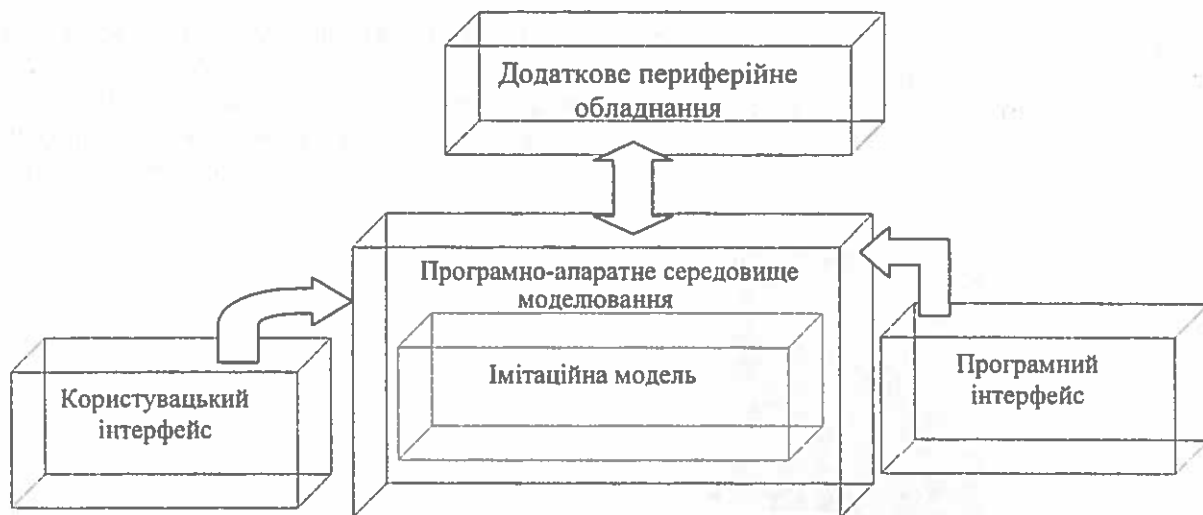 Додаткове периферійне
обладнання
Програмно-апаратне середовище
моделювання
Імітаційна модель
Користувацький
інтерфейс
Програмний
інтерфейс